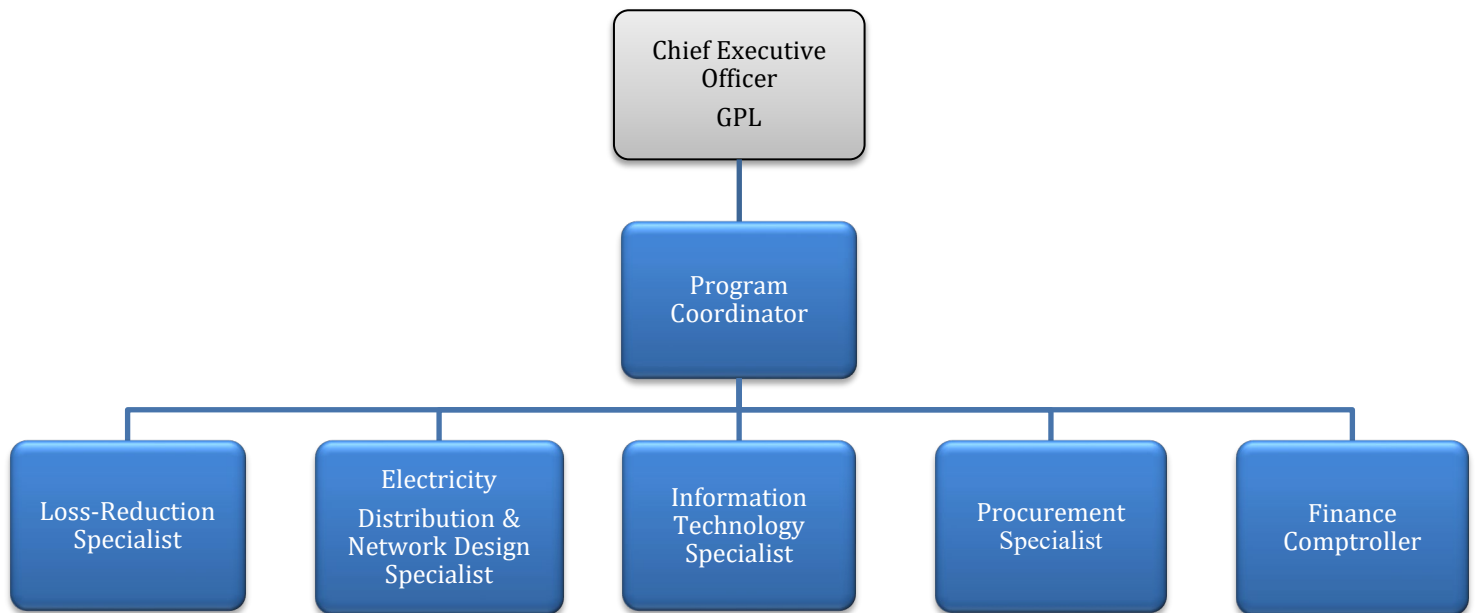 Chief Executive
Officer
GPL
Program
Coordinator
Loss-Reduction
Specialist
Electricity
Distribution &
Network Design
Specialist
Information
Technology
Specialist
Procurement
Specialist
Finance
Comptroller